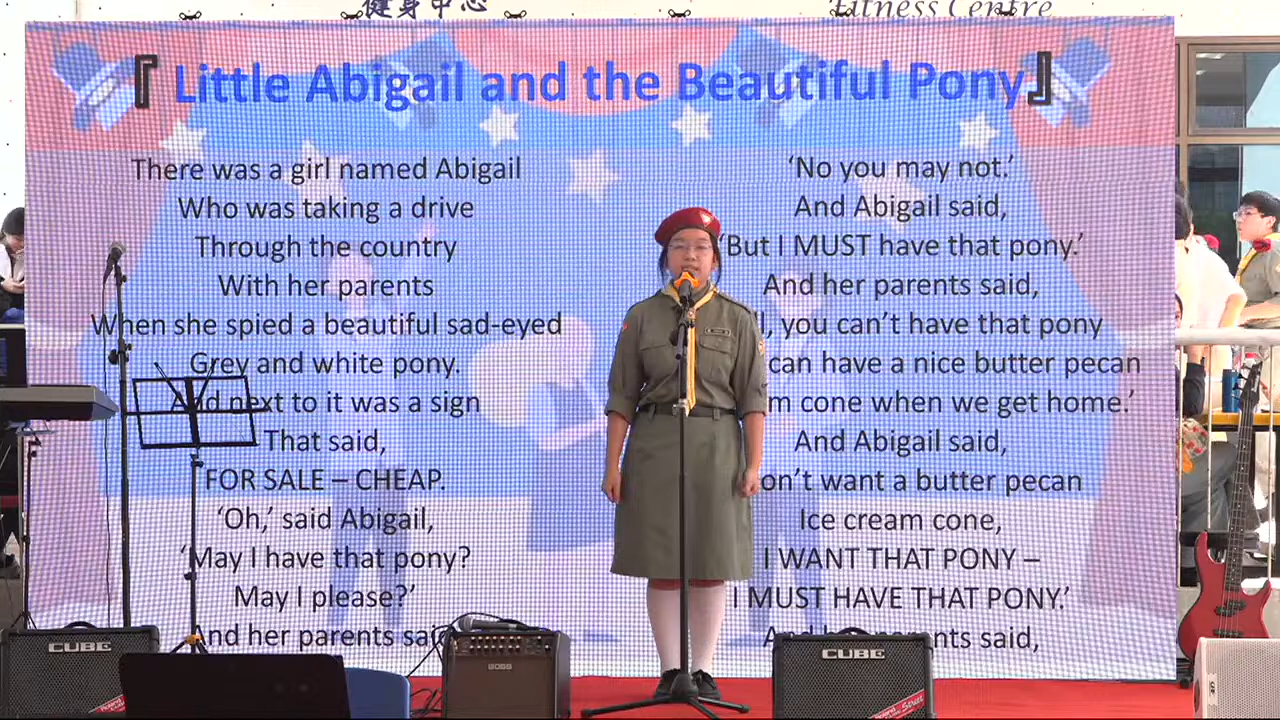 健身中心
Fitness Centre
『Little Abigail and the Beautiful Pony』
There was a girl named Abigail
Who was taking a drive
Through the country
With her parents
When she spied a beautiful sad-eyed
Grey and white pony.
And next to it was a sign
That said,
FOR SALE – CHEAP.
‘Oh,’ said Abigail,
‘May I have that pony?
May I please?’
And her parents said
‘No you may not.’
And Abigail said,
‘But I MUST have that pony.’
And her parents said,
you can’t have that pony
can have a nice butter pecan
cone when we get home.’
And Abigail said,
want a butter pecan
Ice cream cone,
I WANT THAT PONY –
I MUST HAVE THAT PONY.’
And her parents said,
CUBE
BOSS
CUBE
Street